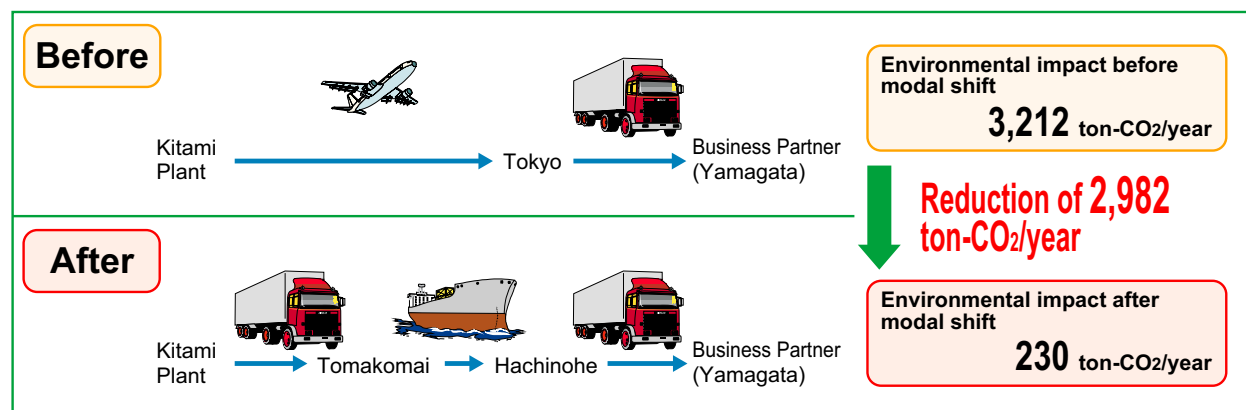 Before
Kitami
Plant
Tokyo
Business Partner
(Yamagata)
Environmental impact before
modal shift
3,212 ton-CO2/year
Reduction of 2,982
ton-CO2/year
After
Kitami
Plant
Tomakomai
Hachinohe
Business Partner
(Yamagata)
Environmental impact after
modal shift
230 ton-CO2/year